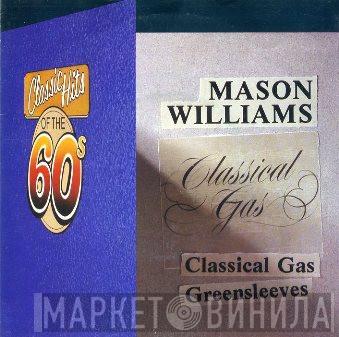 Classic Hits
OF THE
60s
MASON
WILLIAMS
Classical
Gas
Classical Gas
Greensleeves
МАРКЕТ ВИНИЛА